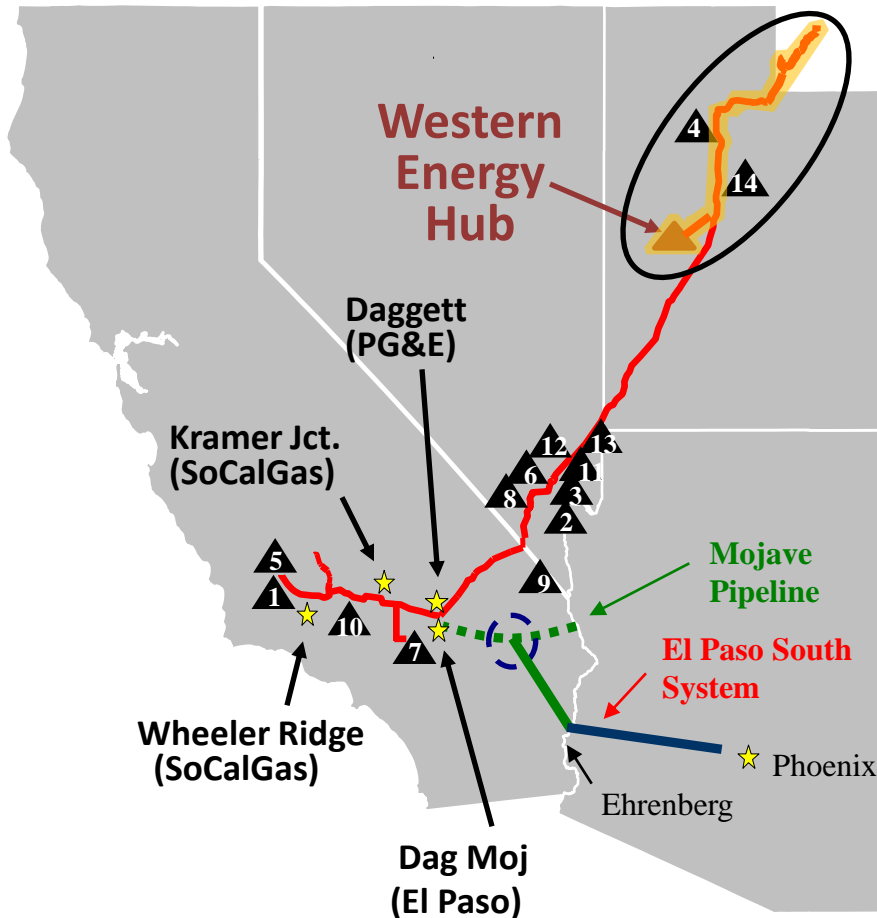 Western
Energy
Hub
4
14
Daggett
(PG&E)
Kramer Jct.
(SoCalGas)
12
13
6
11
8
3
2
5
1
9
10
7
Mojave
Pipeline
El Paso South
System
Wheeler Ridge
(SoCalGas)
Phoenix
Ehrenberg
Dag Moj
(El Paso)